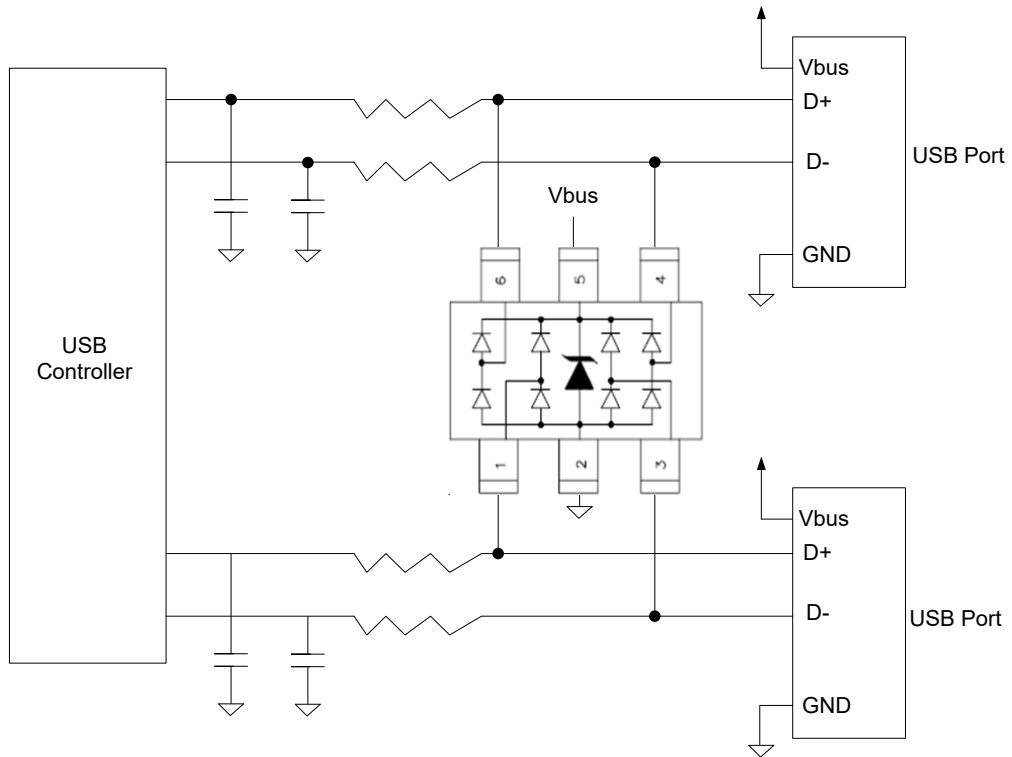 Vbus
D+
D-
USB Port
GND
Vbus
6
5
4
USB
Controller
1
2
3
Vbus
D+
D-
USB Port
GND